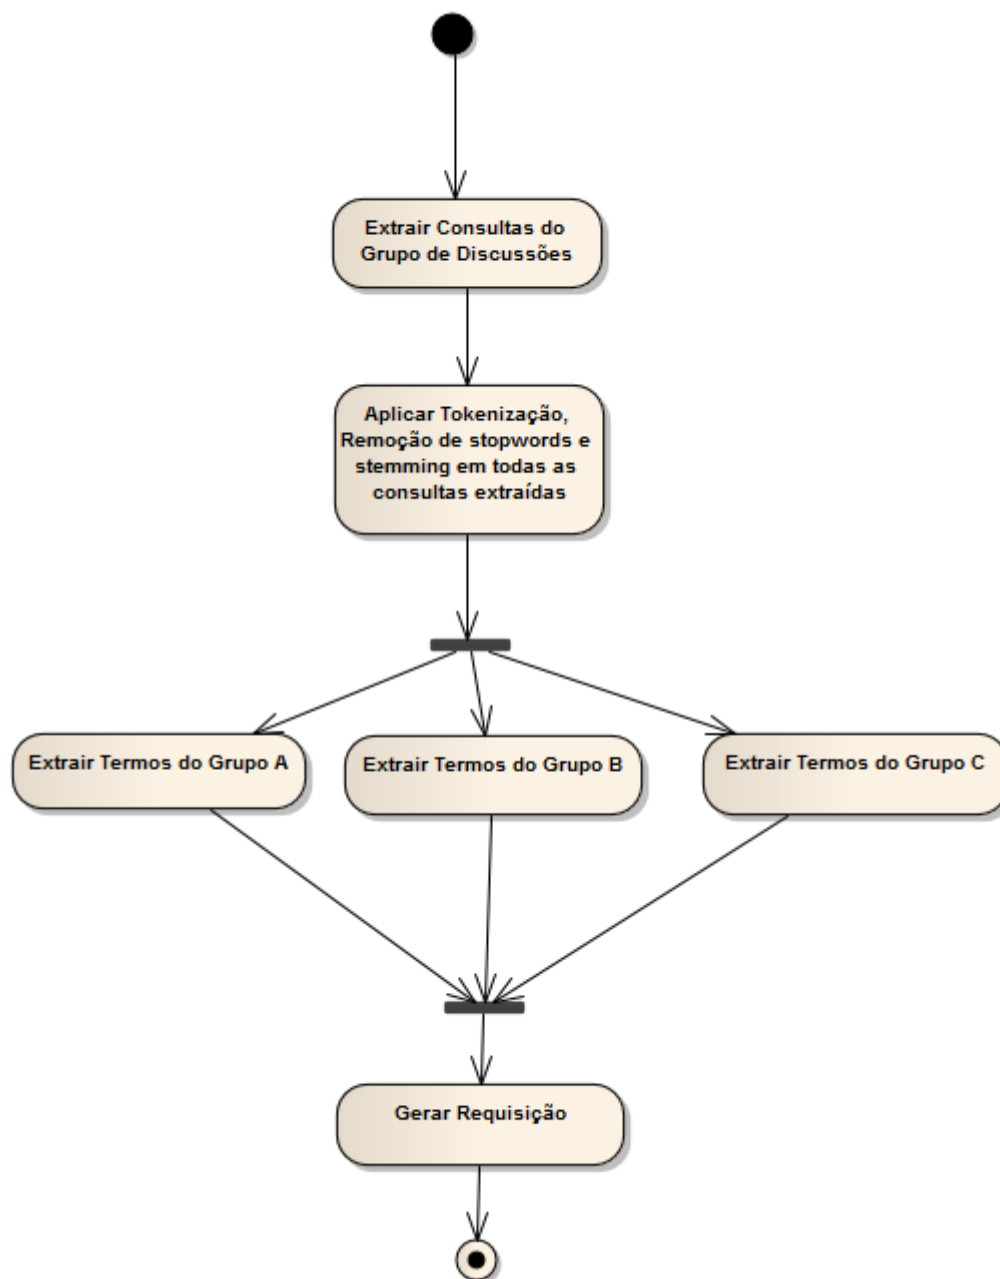 Extrair Consultas do
Grupo de Discussões
Aplicar Tokenização,
Remoção de stopwords e
stemming em todas as
consultas extraídas
Extrair Termos do Grupo A
Extrair Termos do Grupo B
Extrair Termos do Grupo C
Gerar Requisição